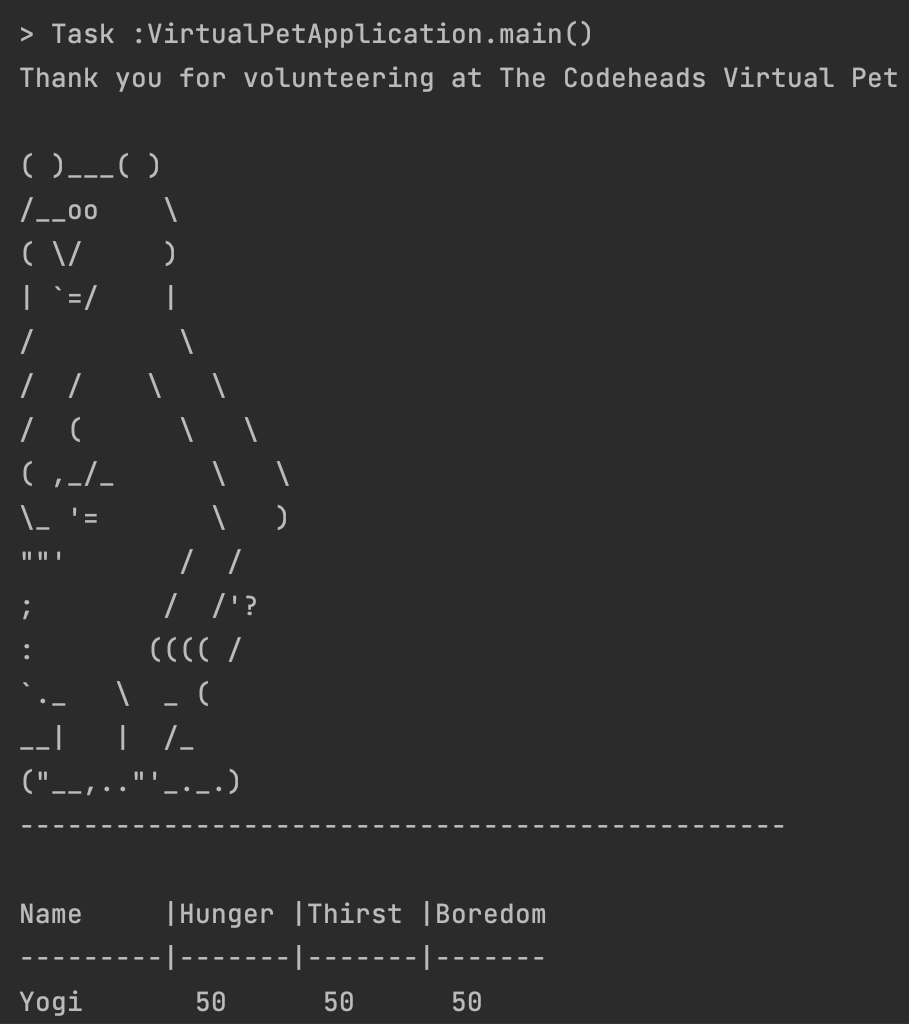 > Task :VirtualPetApplication.main()
Thank you for volunteering at The Codeheads Virtual Pet
( )___( )
/__oo    \
( \/     )
| `=/    |
/         \
/  /    \   \
/  (      \   \
( ,_/_      \   \
\_ '=       \   )
""'       /  /
;        /  /'?
:       (((( /
`._   \  _ (
__|   |  /_
("__,.."'_._.)
------------------------------------------------
Name     |Hunger |Thirst |Boredom
---------|-------|-------|-------
Yogi       50      50      50